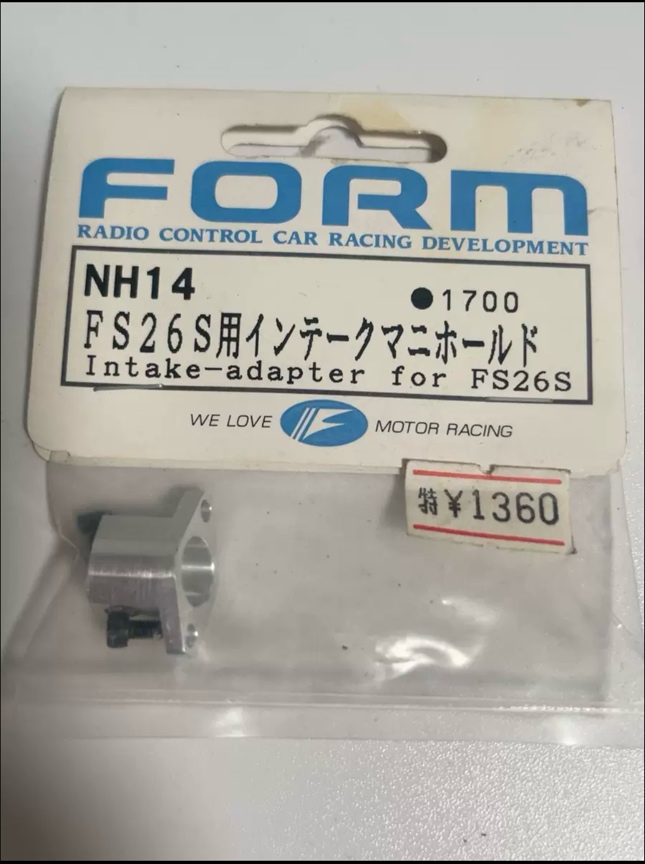 FORM
RADIO CONTROL CAR RACING DEVELOPMENT
NH14 ●1700
FS26S用インテークマニホールド
Intake-adapter for FS26S
WE LOVE F MOTOR RACING
特¥1360